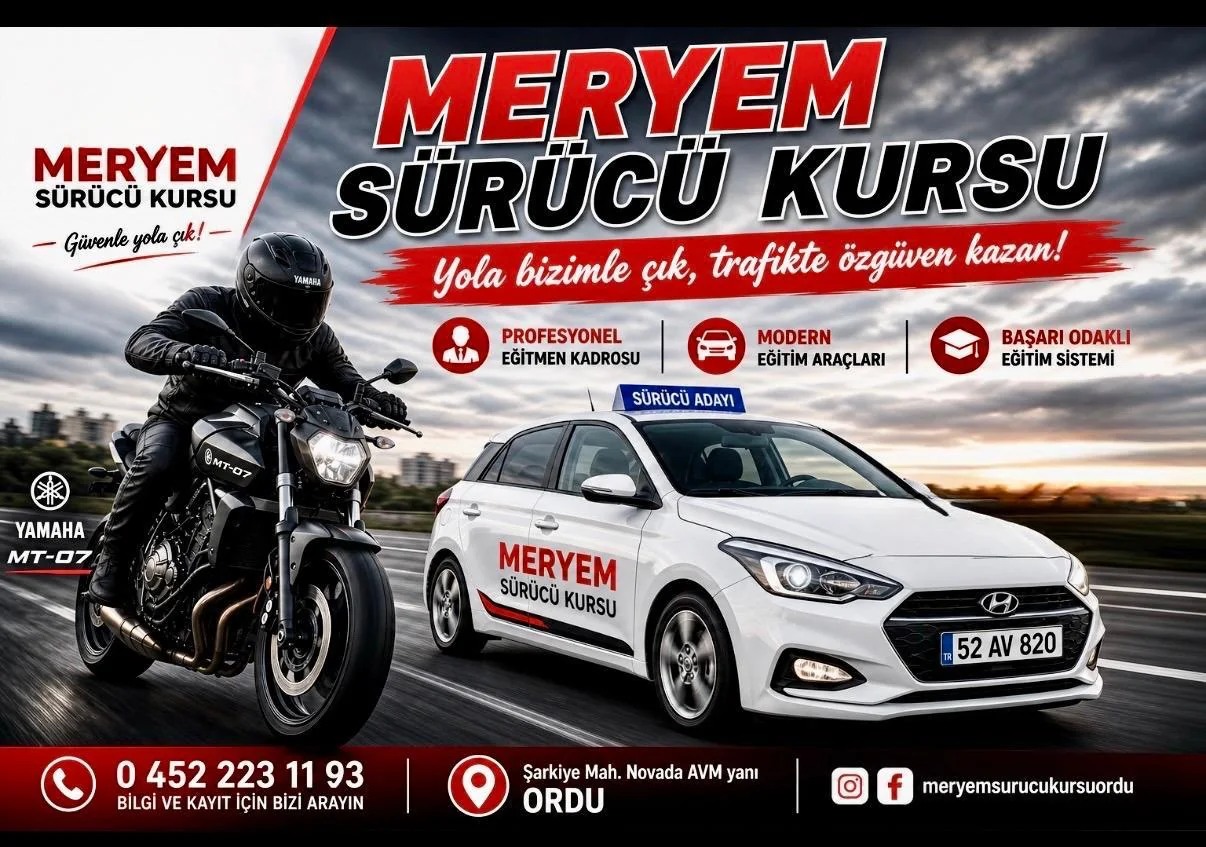 MERYEM
SÜRÜCÜ KURSU
Güvenle yola çık!
MERYEM
SÜRÜCÜ KURSU
Yola bizimle çık, trafikte özgüven kazan!
PROFESYONEL
EĞİTMEN KADROSU
MODERN
EĞİTİM ARAÇLARI
BAŞARI ODAKLI
EĞİTİM SİSTEMİ
YAMAHA
MT-07
YAMAHA
MT-07
SÜRÜCÜ ADAYI
MERYEM
SÜRÜCÜ KURSU
TR 52 AV 820
0 452 223 11 93
BİLGİ VE KAYIT İÇİN BİZİ ARAYIN
Şarkiye Mah. Novada AVM yanı
ORDU
meryemsurucukursuordu